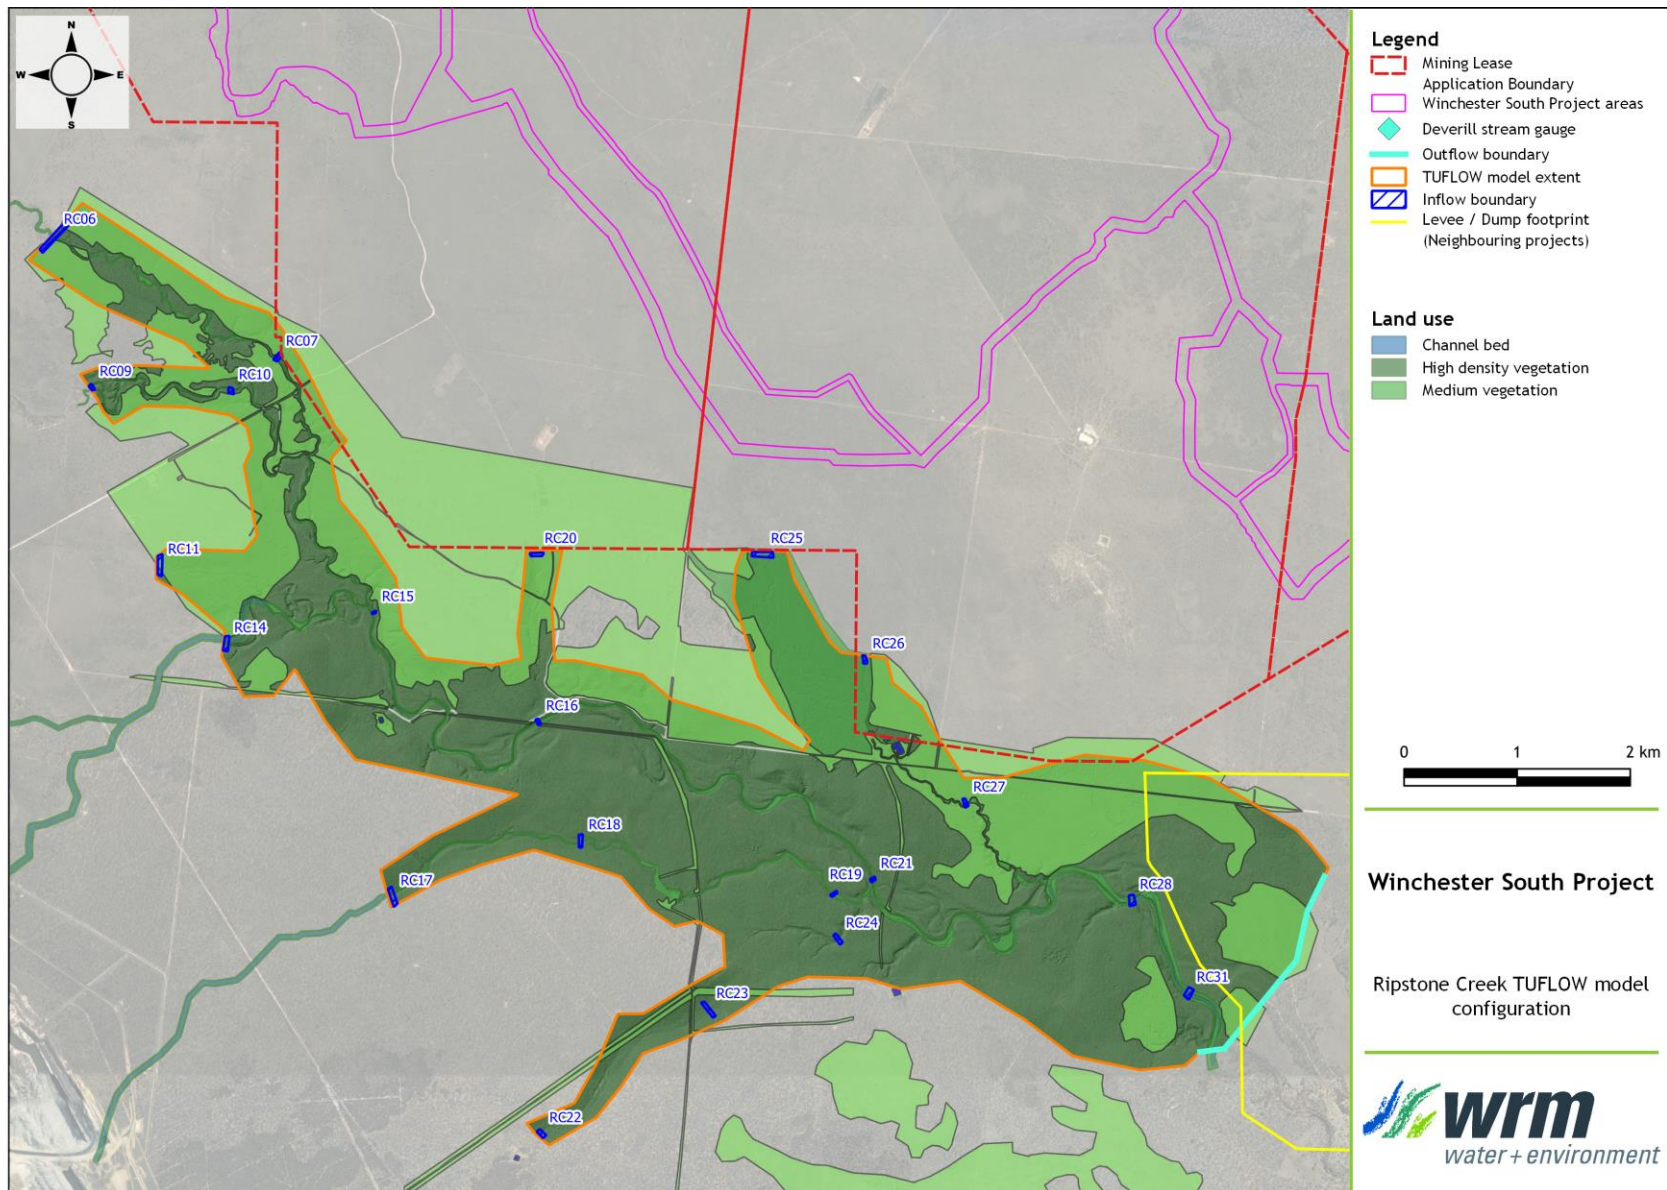 N
W
E
S
RC06
RC07
RC09
RC10
RC11
RC14
RC15
RC20
RC25
RC26
RC16
RC27
RC18
RC17
RC19
RC21
RC24
RC28
RC31
RC23
RC22
Legend
Mining Lease
Application Boundary
Winchester South Project areas
Deverill stream gauge
Outflow boundary
TUFLOW model extent
Inflow boundary
Levee / Dump footprint
(Neighbouring projects)
Land use
Channel bed
High density vegetation
Medium vegetation
0 1 2 km
Winchester South Project
Ripstone Creek TUFLOW model
configuration
wrm
water + environment